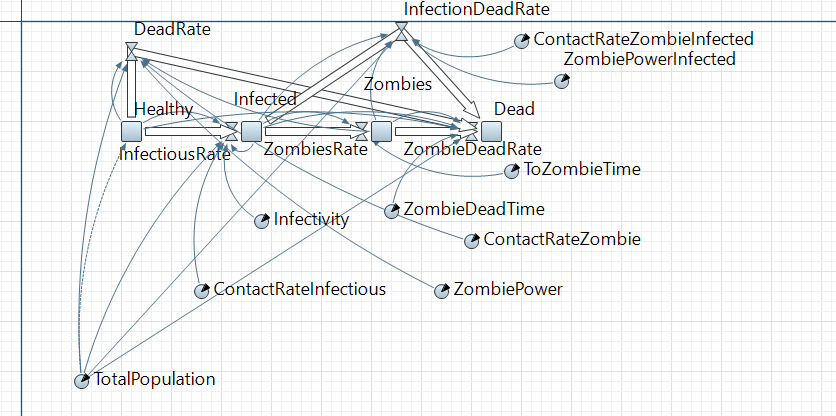 InfectionDeadRate
DeadRate
ContactRateZombieInfected
ZombiePowerInfected
Zombies
Infected
Healthy
Dead
InfectiousRate
ZombiesRate
ZombieDeadRate
ToZombieTime
ZombieDeadTime
Infectivity
ContactRateZombie
ContactRateInfectious
ZombiePower
TotalPopulation